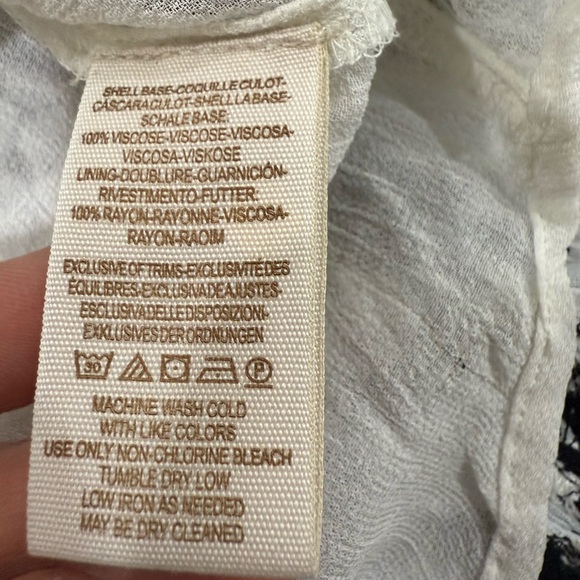 SHELL BASE-COQUILLE CULOT-
CÁSCARA CULOT-SHELL LA BASE-
SCHALE BASE:
100% VISCOSE-VISCOSE-VISCOSA-
VISCOSA-VISKOSE
LINING-DOUBLURE-GUARNICIÓN-
RIVESTIMENTO-FUTTER:
100% RAYON-RAYONNE-VISCOSA-
RAYON-RAOIM
EXCLUSIVE OF TRIMS-EXCLUSIVITÉ DES
ÉQUILIBRES-EXCLUSIVA DE AJUSTES-
ESCLUSIVA DELLE DISPOSIZIONI-
EXKLUSIVES DER ORDNUNGEN
30 P
MACHINE WASH COLD
WITH LIKE COLORS
USE ONLY NON-CHLORINE BLEACH
TUMBLE DRY LOW
LOW IRON AS NEEDED
MAY BE DRY CLEANED